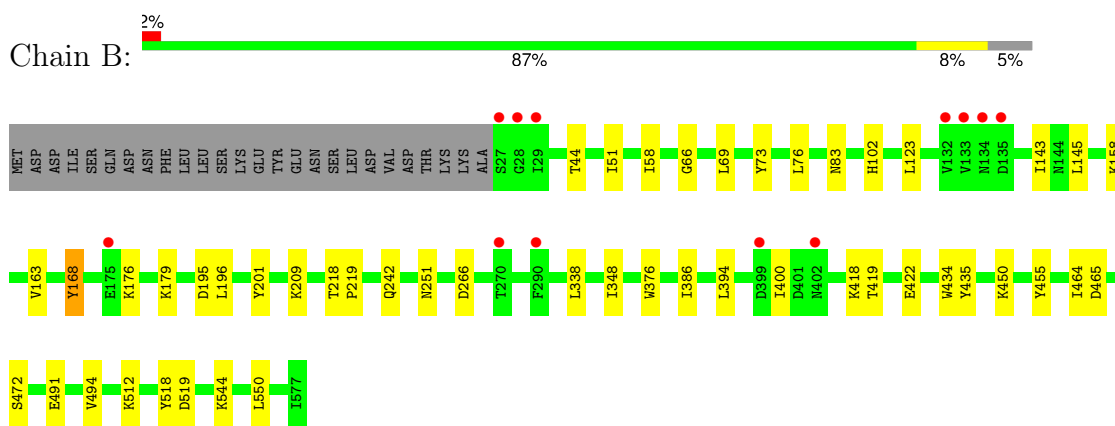 2%
Chain B:
87% 8% 5%
MET ASP ASP ILE SER GLN ASP ASN PHE LEU LEU SER LYS GLU TYR GLU ASN SER LEU ASP VAL ASP THR LYS LYS ALA S27 G28 I29 T44 I51 I58 G66 L69 Y73 L76 N83 H102 L123 V132 V133 N134 D135 I143 N144 L145 K158
V163 Y168 E175 K176 K179 D195 L196 Y201 K209 T218 P219 Q242 N251 D266 T270 F290 L338 I348 W376 I386 L394 D399 I400 D401 N402 K418 T419 E422 W434 Y435 K450 Y455 I464 D465
S472 E491 V494 K512 Y518 D519 K544 L550 I577